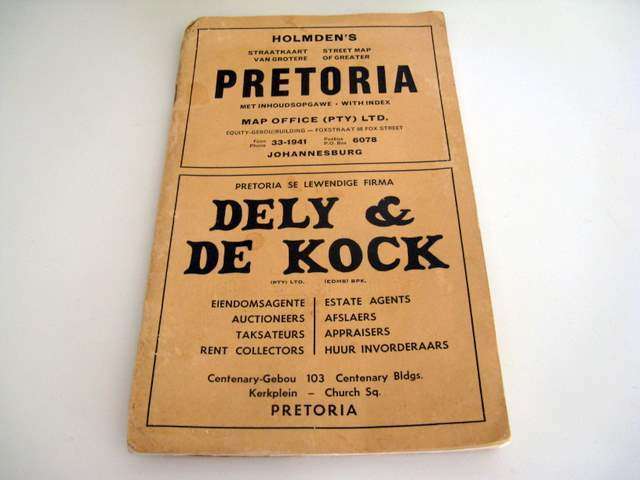 HOLMDEN'S
STRAATKAART STREET MAP
VAN GROTERE OF GREATER
PRETORIA
MET INHOUDSOPGAWE - WITH INDEX
MAP OFFICE (PTY) LTD.
EQUITY-GEBOU/BUILDING — FOXSTRAAT 68 FOX STREET
Foon Phone 33-1941 Posbus P.O. Box 6078
JOHANNESBURG
PRETORIA SE LEWENDIGE FIRMA
DELY &
DE KOCK
(PTY) LTD. (EDMS) BPK.
EIENDOMSAGENTE ESTATE AGENTS
AUCTIONEERS AFSLAERS
TAKSATEURS APPRAISERS
RENT COLLECTORS HUUR INVORDERAARS
Centenary-Gebou 103 Centenary Bldgs.
Kerkplein — Church Sq.
PRETORIA